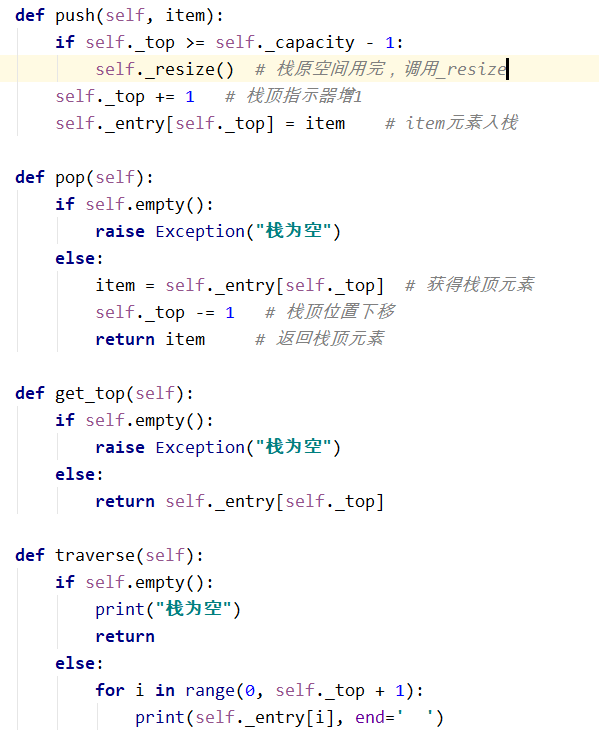 def push(self, item):
    if self._top >= self._capacity - 1:
        self._resize()  # 栈原空间用完，调用_resize
    self._top += 1   # 栈顶指示器增1
    self._entry[self._top] = item    # item元素入栈

def pop(self):
    if self.empty():
        raise Exception("栈为空")
    else:
        item = self._entry[self._top]  # 获得栈顶元素
        self._top -= 1   # 栈顶位置下移
        return item     # 返回栈顶元素

def get_top(self):
    if self.empty():
        raise Exception("栈为空")
    else:
        return self._entry[self._top]

def traverse(self):
    if self.empty():
        print("栈为空")
        return
    else:
        for i in range(0, self._top + 1):
            print(self._entry[i], end='  ')